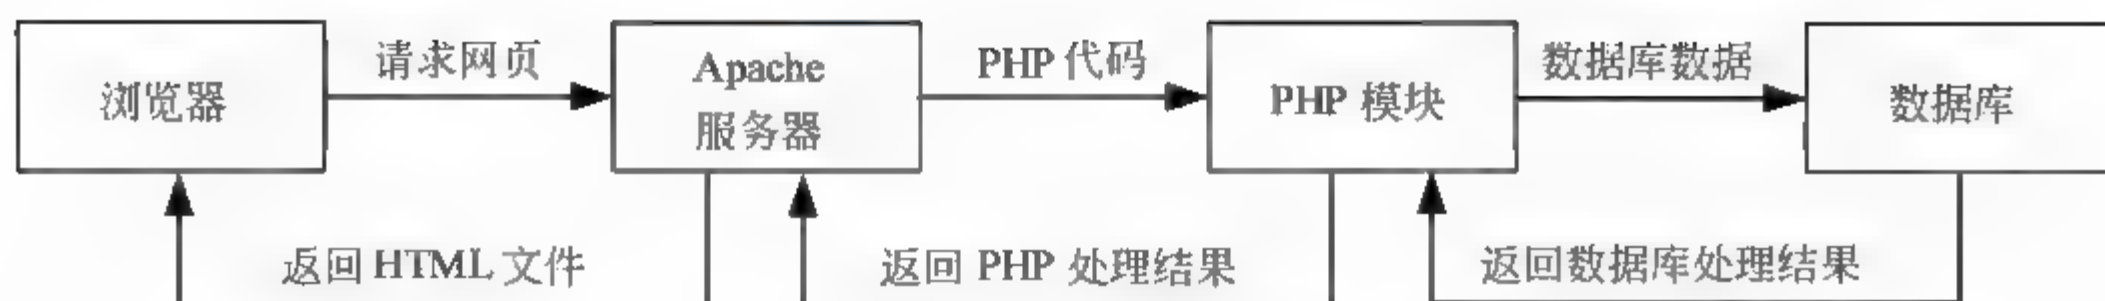 请求网页
PHP 代码
数据库数据
浏览器
Apache
服务器
PHP 模块
数据库
返回 HTML 文件
返回 PHP 处理结果
返回数据库处理结果